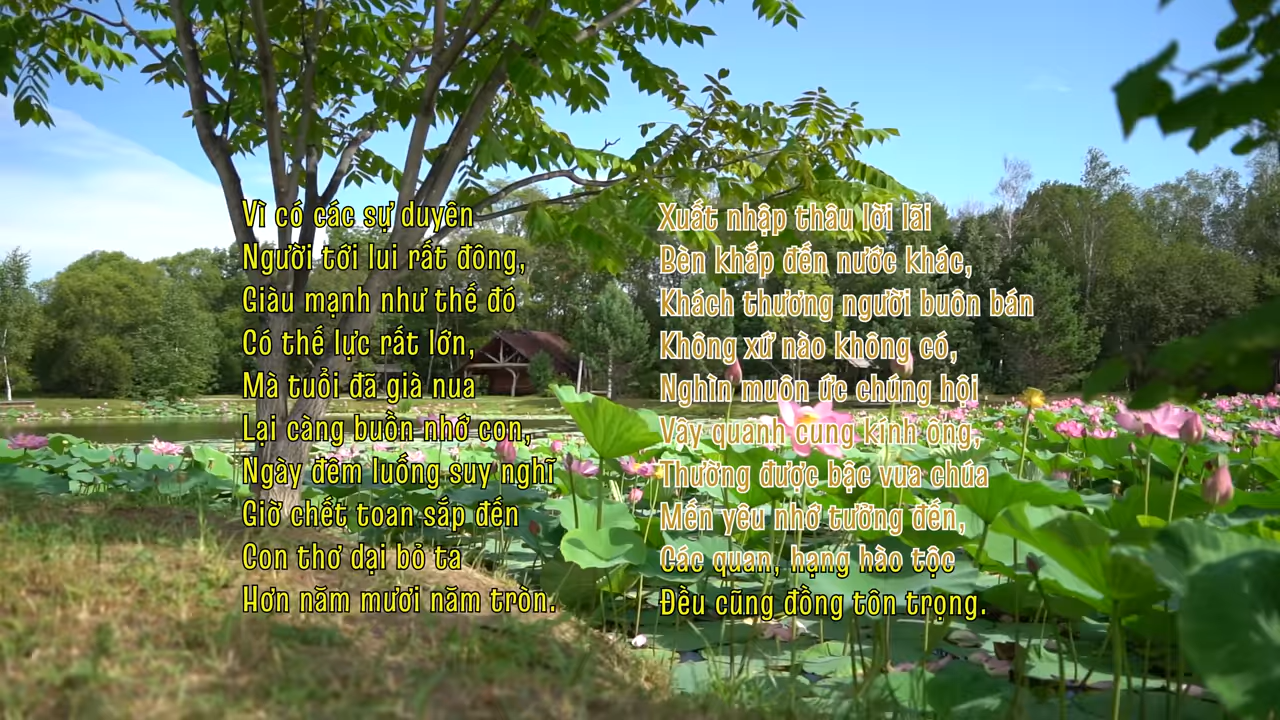 Vì có các sự duyên
Người tới lui rất đông,
Giàu mạnh như thế đó
Có thế lực rất lớn,
Mà tuổi đã già nua
Lại càng buồn nhớ con,
Ngày đêm luống suy nghĩ
Giờ chết toan sắp đến
Con thơ dại bỏ ta
Hơn năm mươi năm tròn.
Xuất nhập thâu lời lãi
Bèn khắp đến nước khác,
Khách thương người buôn bán
Không xứ nào không có,
Nghìn muôn ức chúng hội
Vây quanh cung kính ông,
Thường được bậc vua chúa
Mến yêu nhớ tưởng đến,
Các quan, hạng hào tộc
Đều cũng đồng tôn trọng.